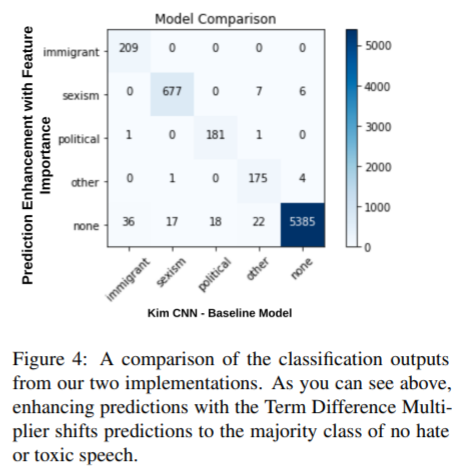 Model Comparison
Prediction Enhancement with Feature
Importance
immigrant 209 0 0 0 0
sexism 0 677 0 7 6
political 1 0 181 1 0
other 0 1 0 175 4
none 36 17 18 22 5385
immigrant sexism political other none
5000
4000
3000
2000
1000
0
Kim CNN - Baseline Model
Figure 4: A comparison of the classification outputs
from our two implementations. As you can see above,
enhancing predictions with the Term Difference Multi-
plier shifts predictions to the majority class of no hate
or toxic speech.